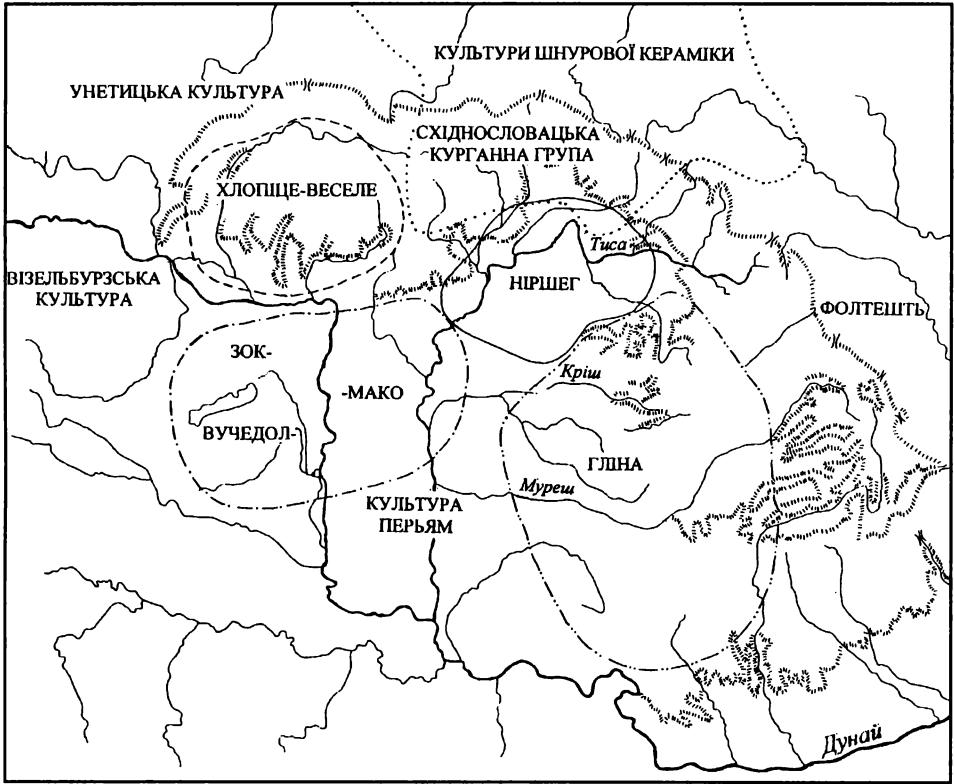 КУЛЬТУРИ ШНУРОВОЇ КЕРАМІКИ
УНЕТИЦЬКА КУЛЬТУРА
СХІДНОСЛОВАЦЬКА
КУРГАННА ГРУПА
ХЛОПІЦЕ-ВЕСЕЛЕ
Тиса
ВІЗЕЛЬБУРЗСЬКА
КУЛЬТУРА
НІРШЕГ
ФОЛТЕШТЬ
ЗОК-
Кріш
-МАКО
ВУЧЕДОЛ-
ГЛІНА
Муреш
КУЛЬТУРА
ПЕРЬЯМ
Дунай